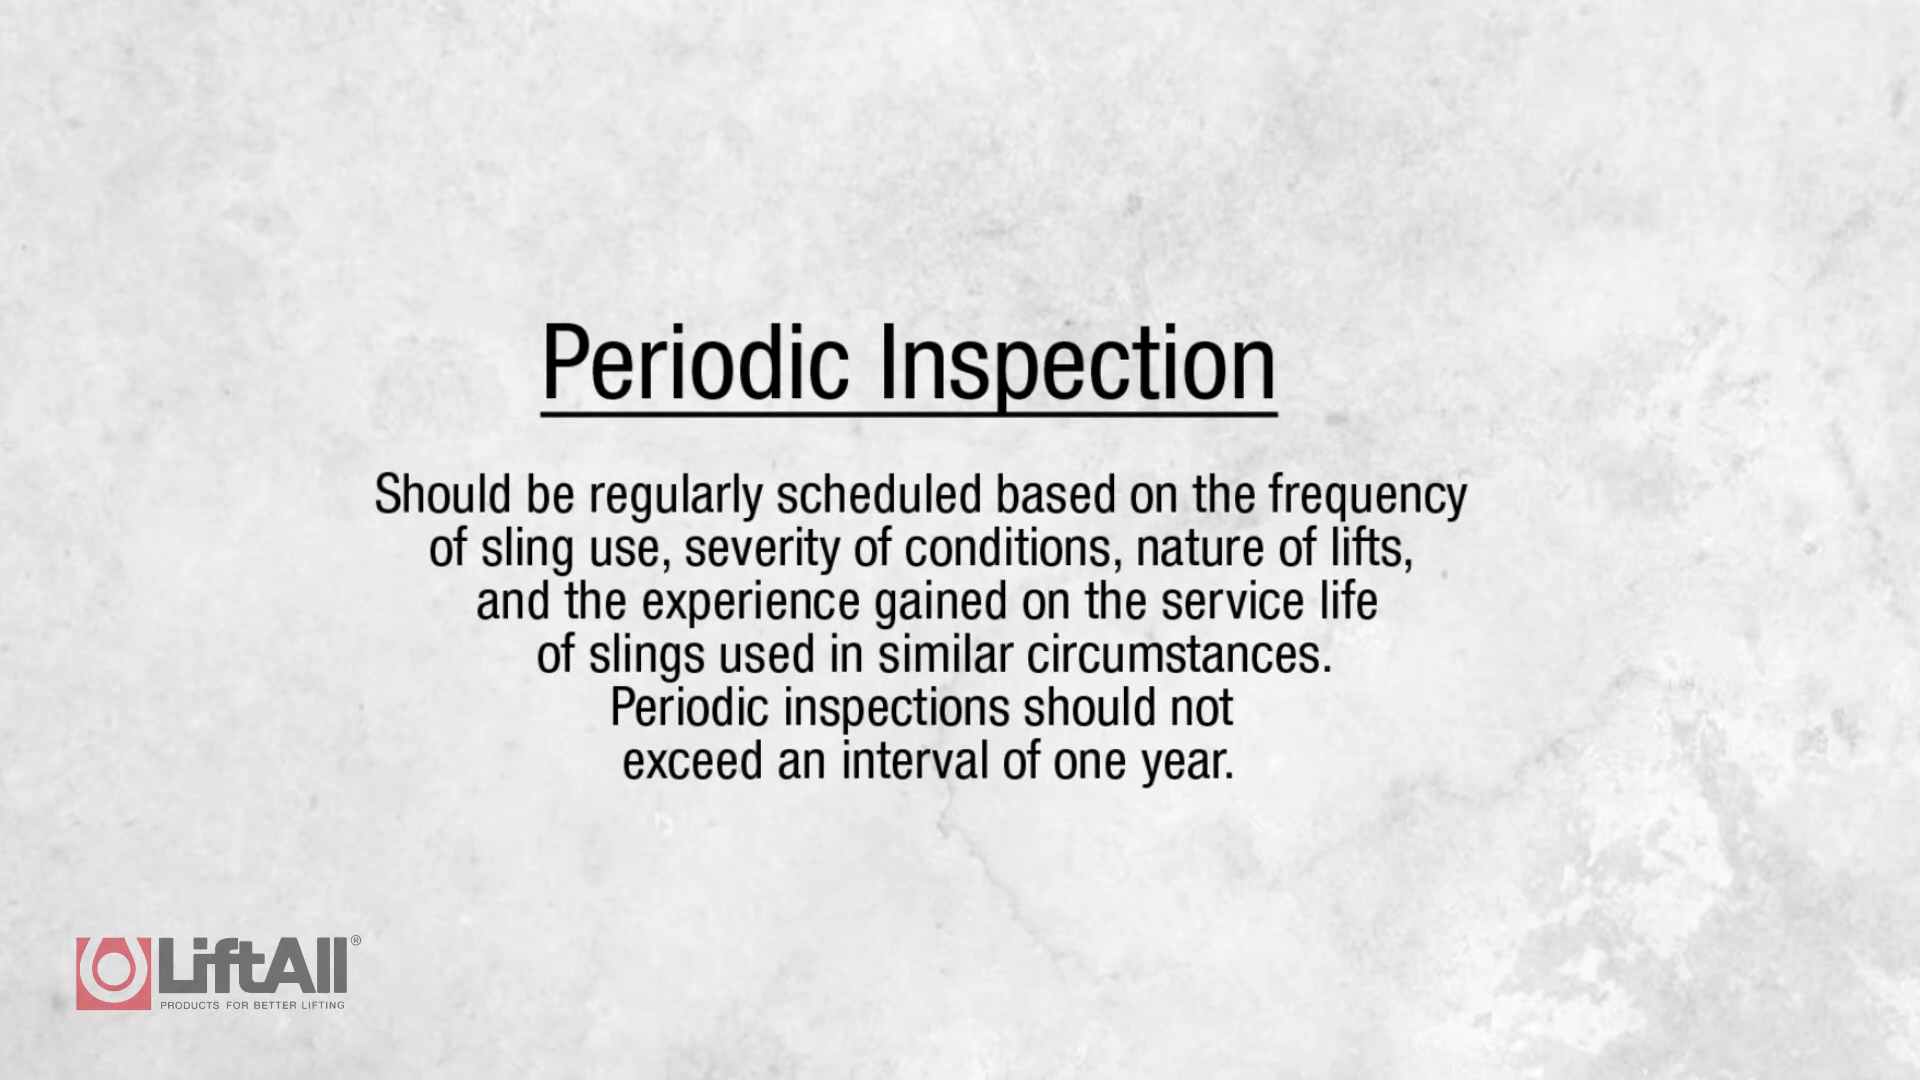 Periodic Inspection
Should be regularly scheduled based on the frequency
of sling use, severity of conditions, nature of lifts,
and the experience gained on the service life
of slings used in similar circumstances.
Periodic inspections should not
exceed an interval of one year.
LiftAll®
PRODUCTS FOR BETTER LIFTING